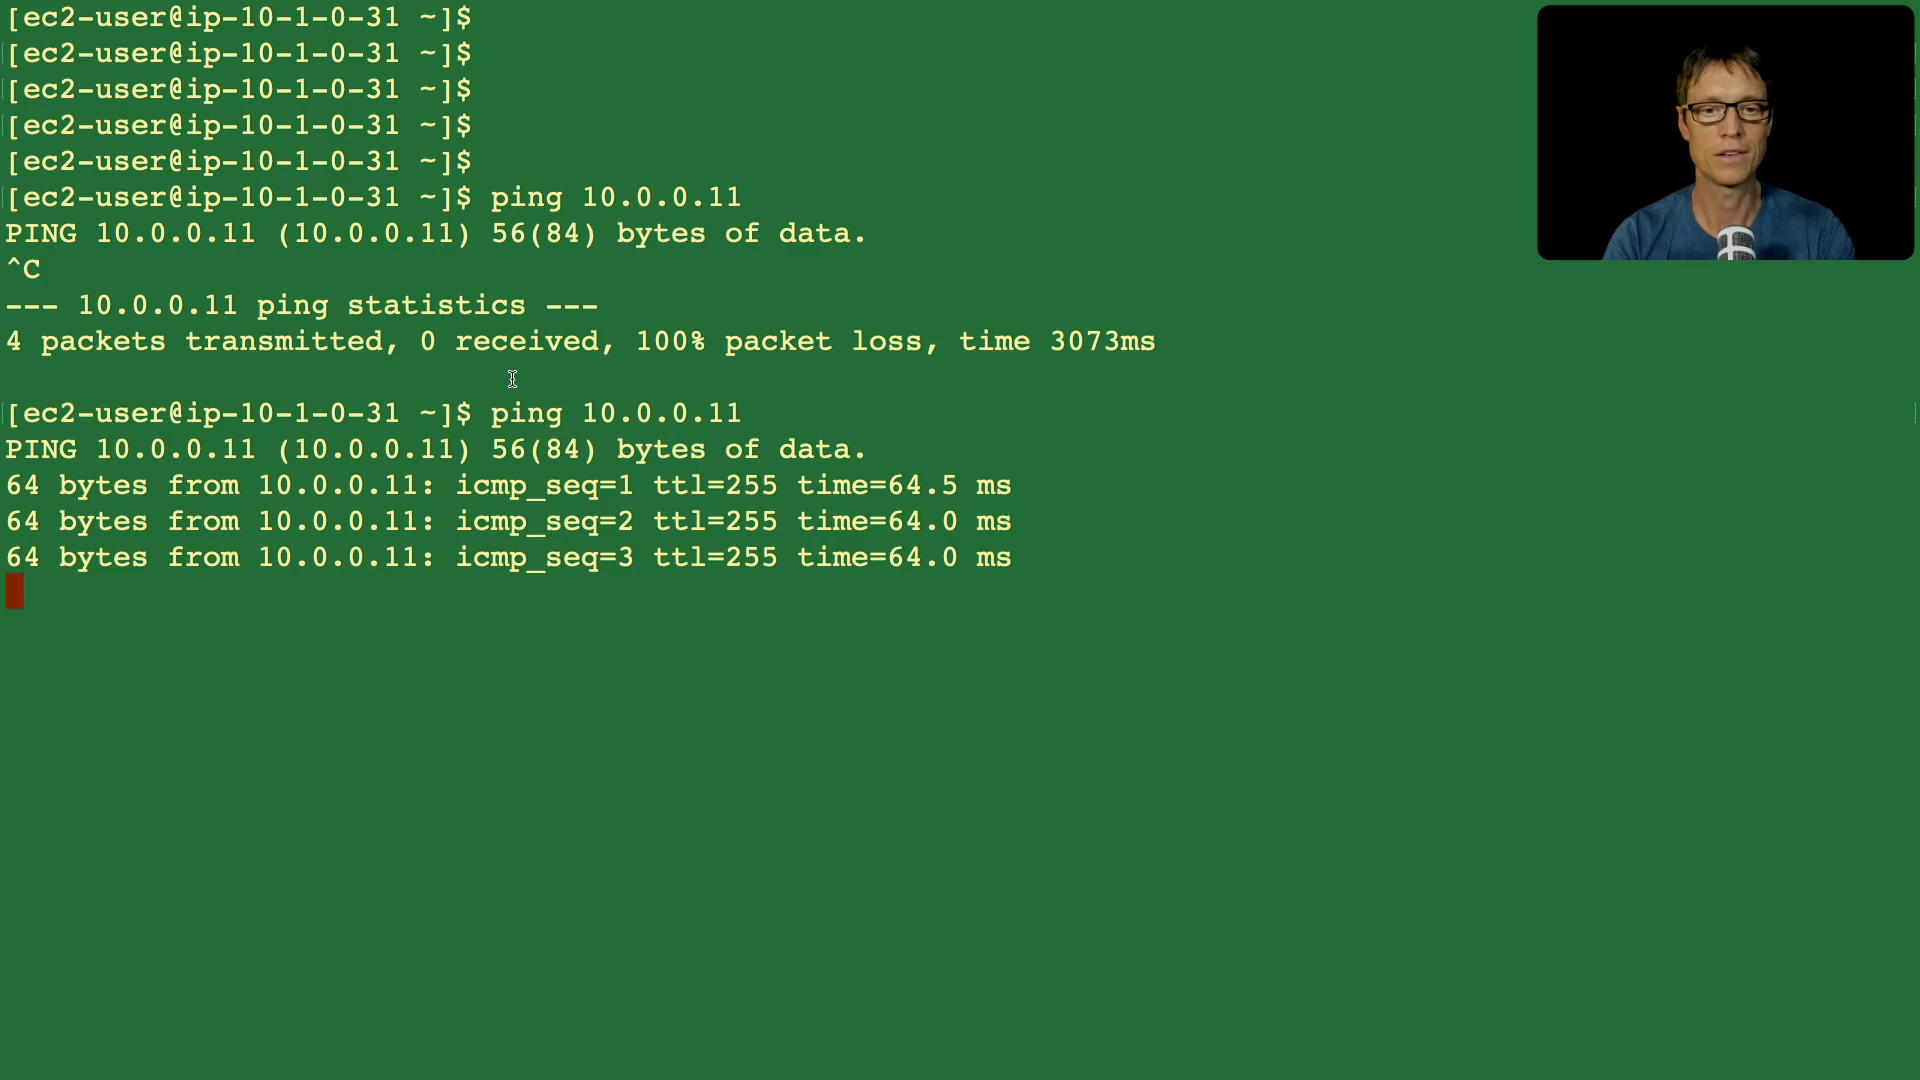 [ec2-user@ip-10-1-0-31 ~]$
[ec2-user@ip-10-1-0-31 ~]$
[ec2-user@ip-10-1-0-31 ~]$
[ec2-user@ip-10-1-0-31 ~]$
[ec2-user@ip-10-1-0-31 ~]$
[ec2-user@ip-10-1-0-31 ~]$ ping 10.0.0.11
PING 10.0.0.11 (10.0.0.11) 56(84) bytes of data.
^C
--- 10.0.0.11 ping statistics ---
4 packets transmitted, 0 received, 100% packet loss, time 3073ms
[ec2-user@ip-10-1-0-31 ~]$ ping 10.0.0.11
PING 10.0.0.11 (10.0.0.11) 56(84) bytes of data.
64 bytes from 10.0.0.11: icmp_seq=1 ttl=255 time=64.5 ms
64 bytes from 10.0.0.11: icmp_seq=2 ttl=255 time=64.0 ms
64 bytes from 10.0.0.11: icmp_seq=3 ttl=255 time=64.0 ms